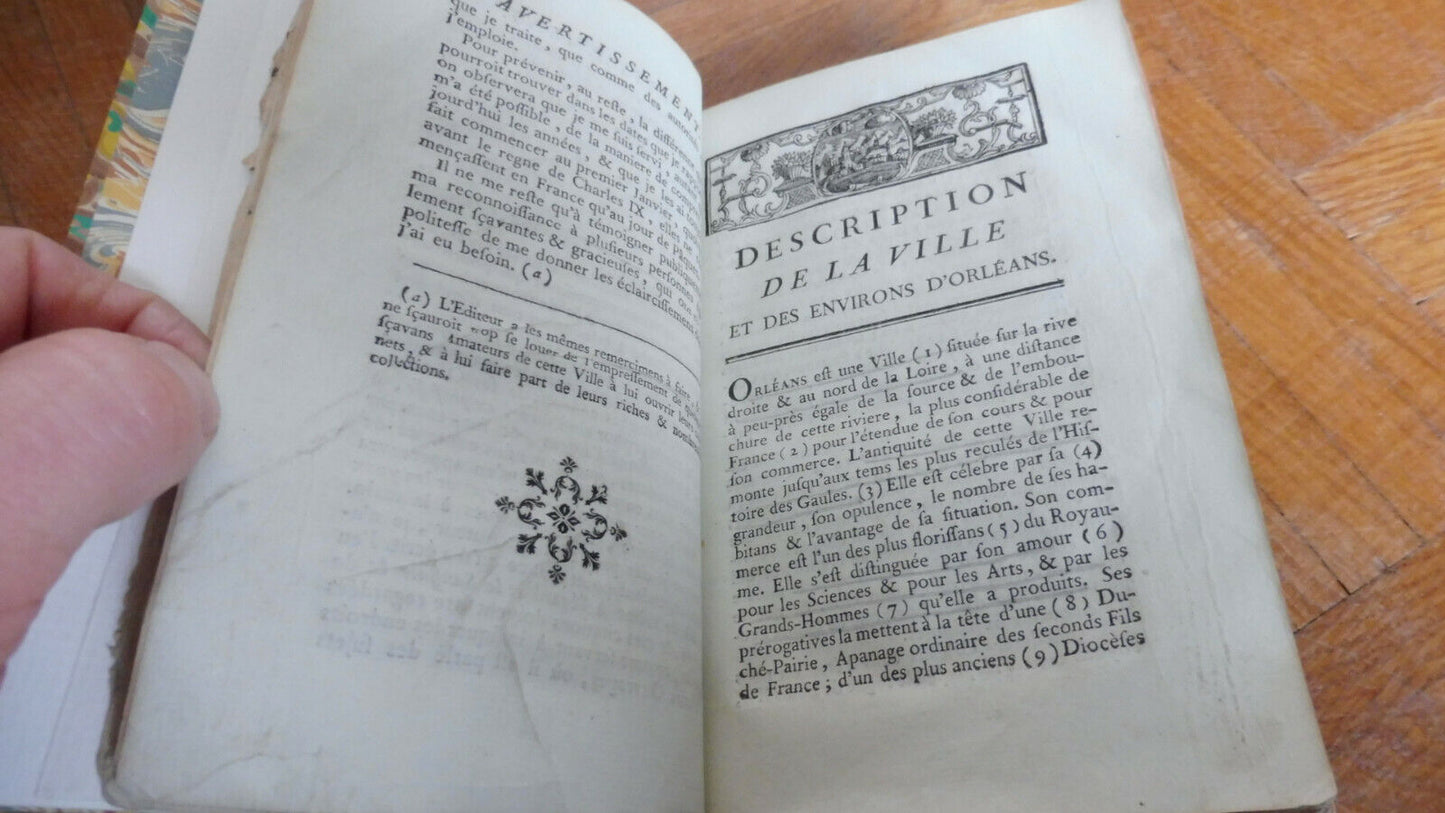 AVERTISSEMENT
que je traite, que comme des autori
j'emploie.
Pour prévenir, au reste, la différence
pourroit trouver dans les dates que je rap
on obſervera que je me ſuis ſervi, autant
m'a été poſſible, de la maniere de compter
jourd'hui les années, & que je les ai
fait commencer au premier Janvier,
avant le regne de Charles IX, elles ne
mençaſſent en France qu'au jour de Pâques.
Il ne me reſte qu'à témoigner publique
ma reconnoiſſance à pluſieurs perſonnes
lement ſçavantes & gracieuſes, qui ont
politeſſe de me donner les éclairciſſemens
j'ai eu beſoin. (a)
(a) L'Editeur a les mêmes remercîmens à faire,
ne ſçauroit trop ſe louer de l'empreſſement de
ſçavans Amateurs de cette Ville à lui ouvrir leurs
nets, & à lui faire part de leurs riches &
collections.
DESCRIPTION
DE LA VILLE
ET DES ENVIRONS D'ORLÉANS.
ORLÉANS eſt une Ville (1) ſituée ſur la rive
droite & au nord de la Loire, à une diſtance
à peu-près égale de la ſource & de l'embou-
chure de cette riviere, la plus conſidérable de
France (2) pour l'étendue de ſon cours & pour
ſon commerce. L'antiquité de cette Ville re-
monte juſqu'aux tems les plus reculés de l'Hiſ-
toire des Gaules. (3) Elle eſt célebre par ſa (4)
grandeur, ſon opulence, le nombre de ſes ha-
bitans & l'avantage de ſa ſituation. Son com-
merce eſt l'un des plus floriſſans (5) du Royau-
me. Elle s'eſt diſtinguée par ſon amour (6)
pour les Sciences & pour les Arts, & par les
Grands-Hommes (7) qu'elle a produits. Ses
prérogatives la mettent à la tête d'une (8) Du-
ché-Pairie, Apanage ordinaire des ſeconds Fils
de France; d'un des plus anciens (9) Diocèſes